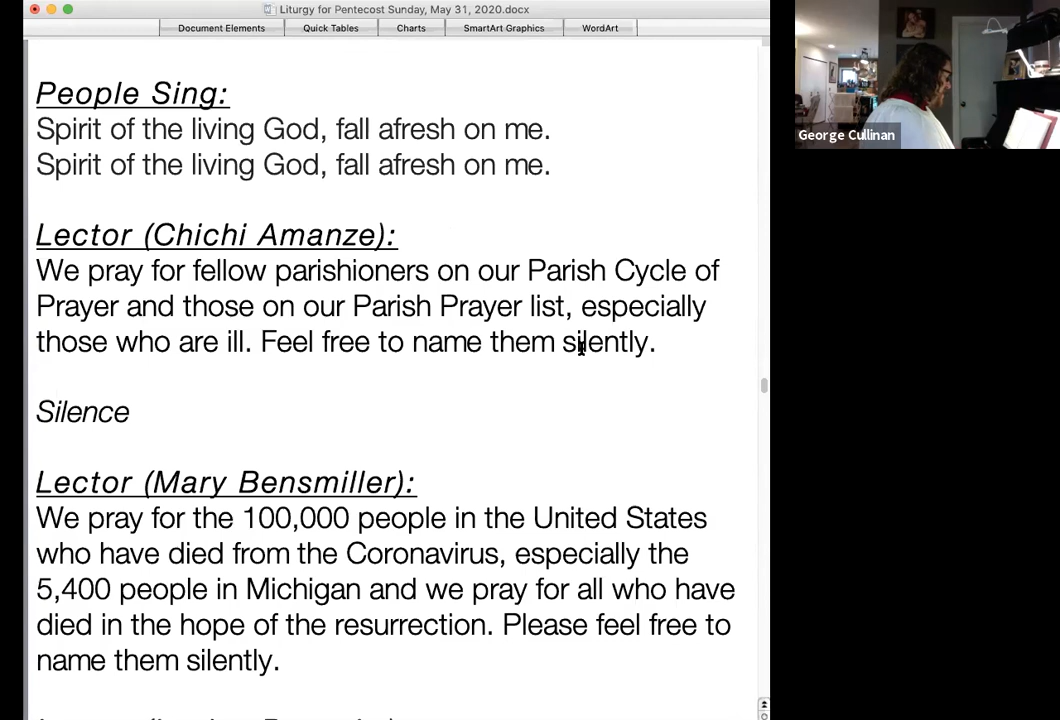 Liturgy for Pentecost Sunday, May 31, 2020.docx
Document Elements Quick Tables Charts SmartArt Graphics WordArt
People Sing:
Spirit of the living God, fall afresh on me.
Spirit of the living God, fall afresh on me.
Lector (Chichi Amanze):
We pray for fellow parishioners on our Parish Cycle of
Prayer and those on our Parish Prayer list, especially
those who are ill. Feel free to name them silently.
Silence
Lector (Mary Bensmiller):
We pray for the 100,000 people in the United States
who have died from the Coronavirus, especially the
5,400 people in Michigan and we pray for all who have
died in the hope of the resurrection. Please feel free to
name them silently.
George Cullinan